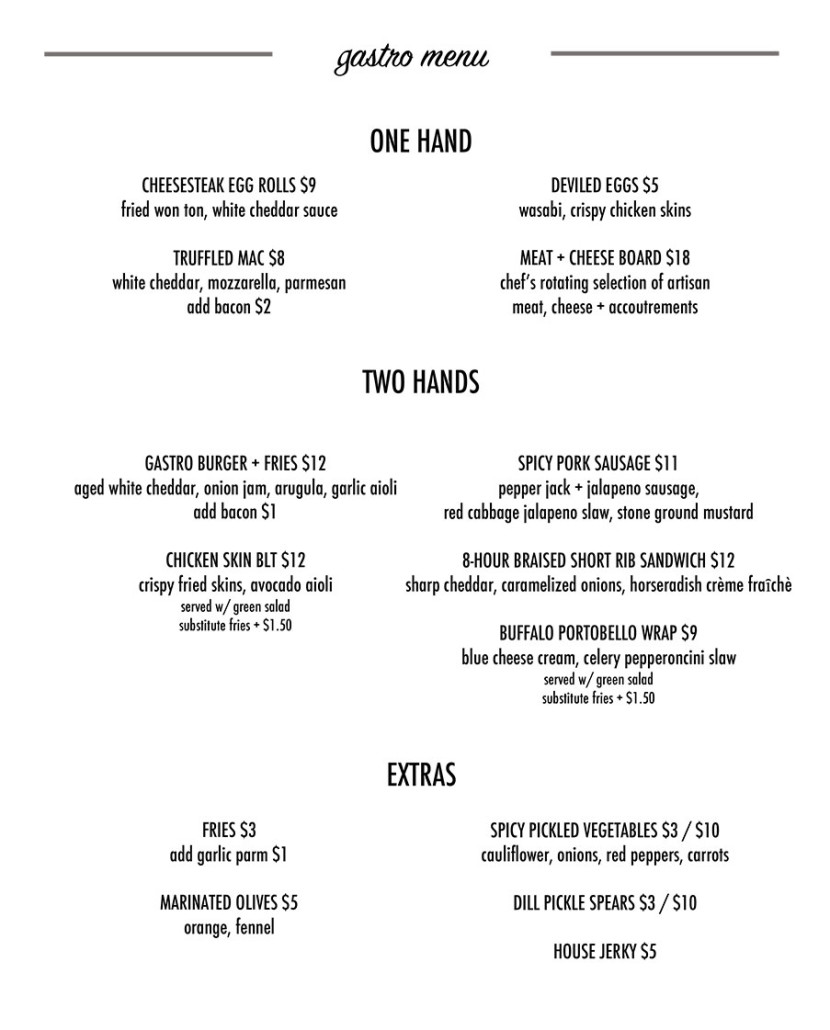 gastro menu
ONE HAND
CHEESESTEAK EGG ROLLS $9
fried won ton, white cheddar sauce
TRUFFLED MAC $8
white cheddar, mozzarella, parmesan
add bacon $2
DEVILED EGGS $5
wasabi, crispy chicken skins
MEAT + CHEESE BOARD $18
chef's rotating selection of artisan
meat, cheese + accoutrements
TWO HANDS
GASTRO BURGER + FRIES $12
aged white cheddar, onion jam, arugula, garlic aioli
add bacon $1
CHICKEN SKIN BLT $12
crispy fried skins, avocado aioli
served w/ green salad
substitute fries + $1.50
SPICY PORK SAUSAGE $11
pepper jack + jalapeno sausage,
red cabbage jalapeno slaw, stone ground mustard
8-HOUR BRAISED SHORT RIB SANDWICH $12
sharp cheddar, caramelized onions, horseradish crème fraîchè
BUFFALO PORTOBELLO WRAP $9
blue cheese cream, celery pepperoncini slaw
served w/ green salad
substitute fries + $1.50
EXTRAS
FRIES $3
add garlic parm $1
MARINATED OLIVES $5
orange, fennel
SPICY PICKLED VEGETABLES $3 / $10
cauliflower, onions, red peppers, carrots
DILL PICKLE SPEARS $3 / $10
HOUSE JERKY $5